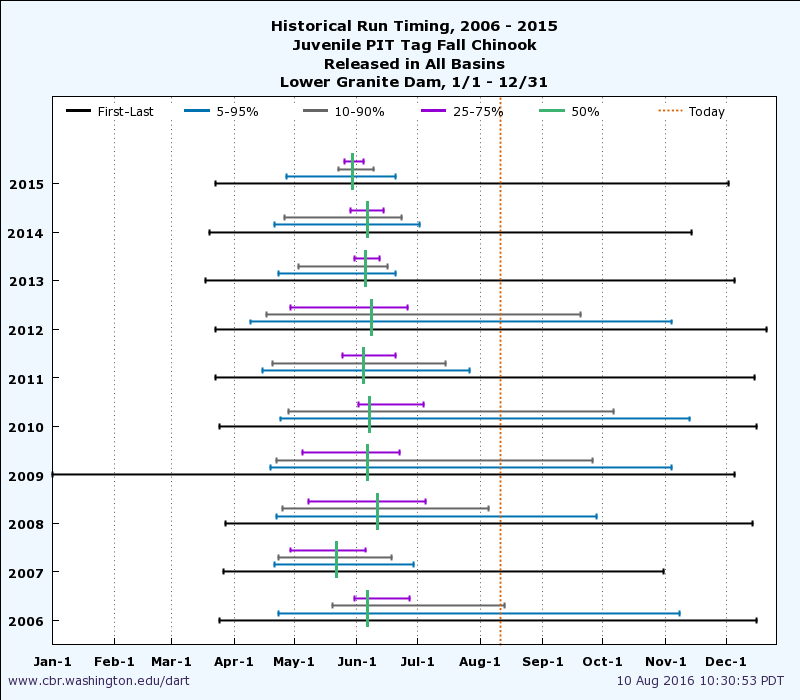 Historical Run Timing, 2006 - 2015
Juvenile PIT Tag Fall Chinook
Released in All Basins
Lower Granite Dam, 1/1 - 12/31
First-Last 5-95% 10-90% 25-75% 50% Today
2015
2014
2013
2012
2011
2010
2009
2008
2007
2006
Jan-1 Feb-1 Mar-1 Apr-1 May-1 Jun-1 Jul-1 Aug-1 Sep-1 Oct-1 Nov-1 Dec-1
www.cbr.washington.edu/dart 10 Aug 2016 10:30:53 PDT